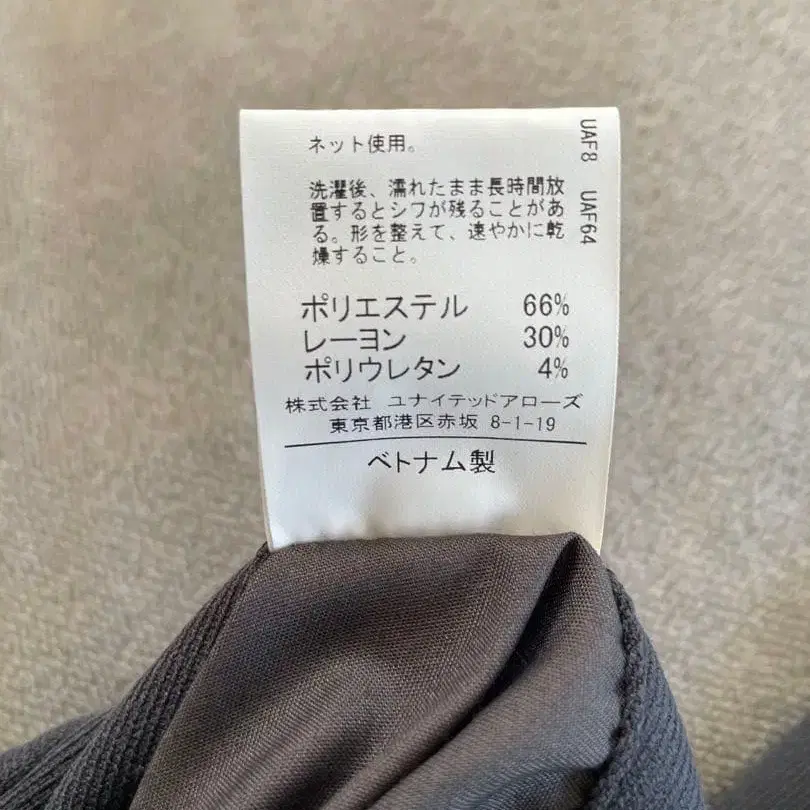 ネット使用。
洗濯後、濡れたまま長時間放
置するとシワが残ることがあ
る。形を整えて、速やかに乾
燥すること。
ポリエステル 66%
レーヨン 30%
ポリウレタン 4%
株式会社 ユナイテッドアローズ
東京都港区赤坂 8-1-19
ベトナム製
UAF8 UAF64